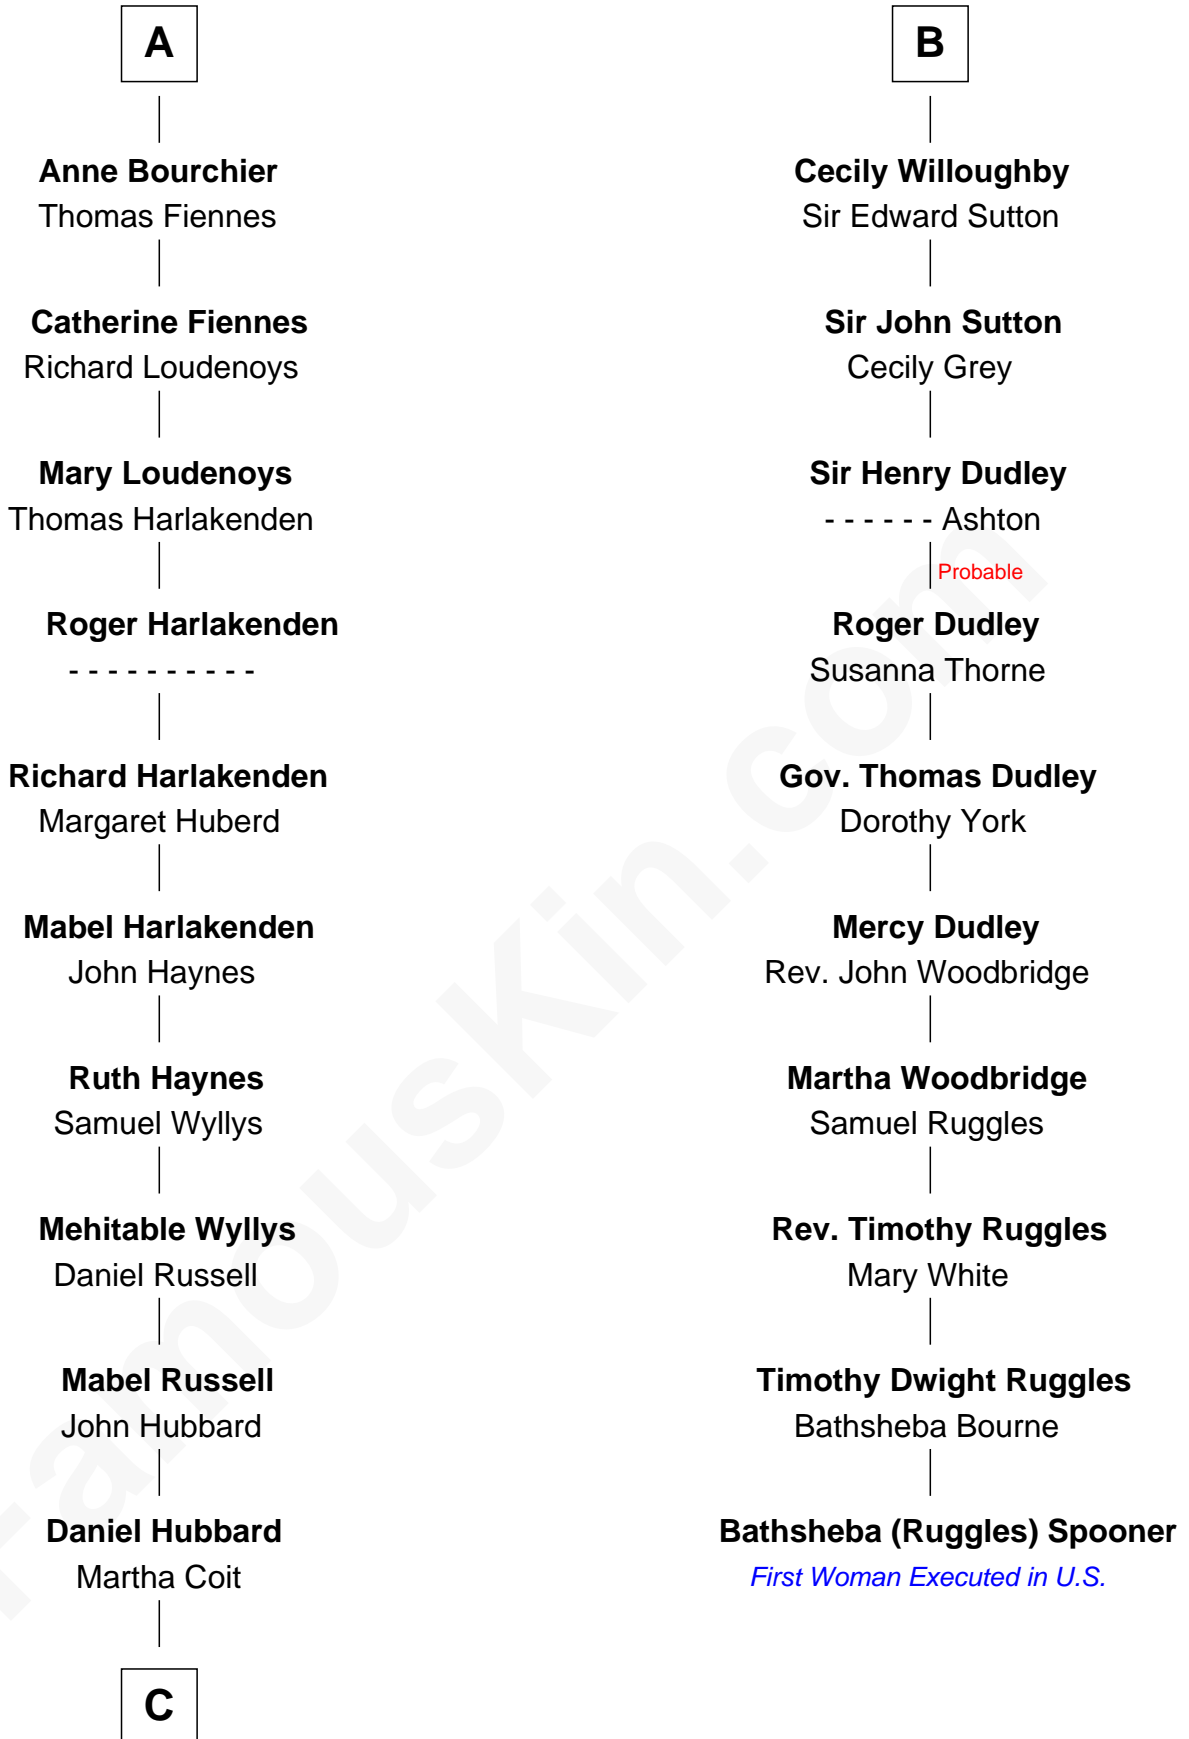 A
Anne Bourchier
Thomas Fiennes
Catherine Fiennes
Richard Loudenoys
Mary Loudenoys
Thomas Harlakenden
Roger Harlakenden
- - - - - - - - - -
Richard Harlakenden
Margaret Huberd
Mabel Harlakenden
John Haynes
Ruth Haynes
Samuel Wyllys
Mehitable Wyllys
Daniel Russell
Mabel Russell
John Hubbard
Daniel Hubbard
Martha Coit
C
B
Cecily Willoughby
Sir Edward Sutton
Sir John Sutton
Cecily Grey
Sir Henry Dudley
- - - - - - Ashton
Probable
Roger Dudley
Susanna Thorne
Gov. Thomas Dudley
Dorothy York
Mercy Dudley
Rev. John Woodbridge
Martha Woodbridge
Samuel Ruggles
Rev. Timothy Ruggles
Mary White
Timothy Dwight Ruggles
Bathsheba Bourne
Bathsheba (Ruggles) Spooner
First Woman Executed in U.S.
FamousKin.com